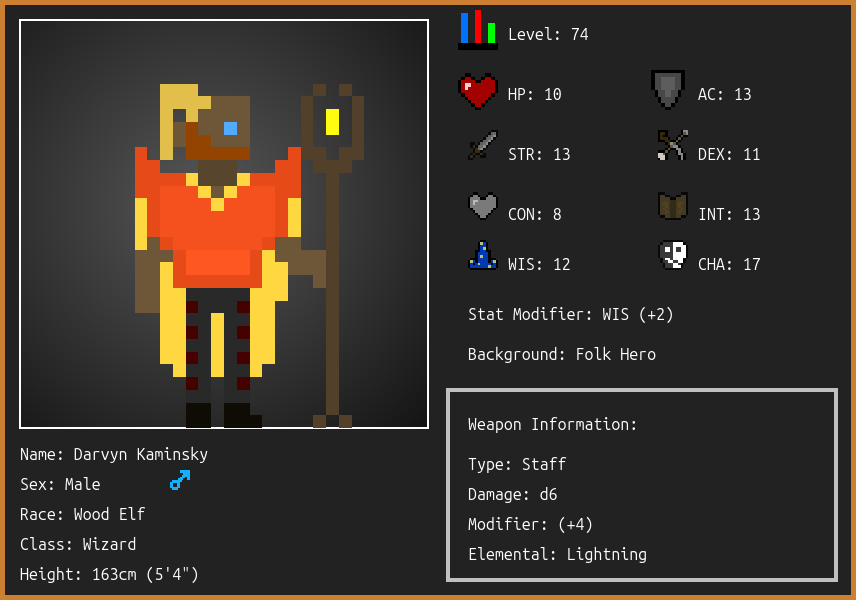 Level: 74
HP: 10
AC: 13
STR: 13
DEX: 11
CON: 8
INT: 13
WIS: 12
CHA: 17
Stat Modifier: WIS (+2)
Background: Folk Hero
Weapon Information:
Type: Staff
Damage: d6
Modifier: (+4)
Elemental: Lightning
Name: Darvyn Kaminsky
Sex: Male
Race: Wood Elf
Class: Wizard
Height: 163cm (5'4")